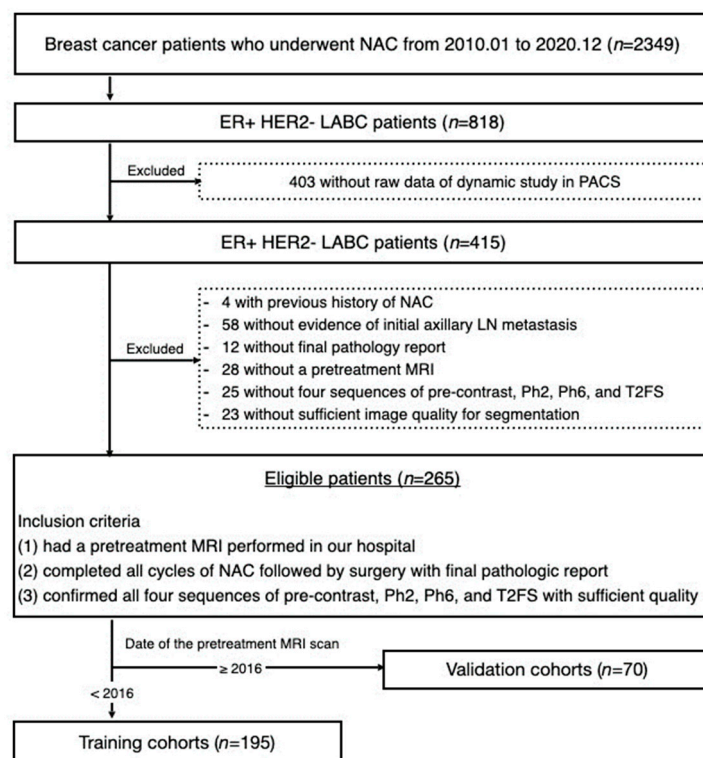 Breast cancer patients who underwent NAC from 2010.01 to 2020.12 (n=2349)
ER+ HER2- LABC patients (n=818)
Excluded
403 without raw data of dynamic study in PACS
ER+ HER2- LABC patients (n=415)
Excluded
- 4 with previous history of NAC
- 58 without evidence of initial axillary LN metastasis
- 12 without final pathology report
- 28 without a pretreatment MRI
- 25 without four sequences of pre-contrast, Ph2, Ph6, and T2FS
- 23 without sufficient image quality for segmentation
Eligible patients (n=265)
Inclusion criteria
(1) had a pretreatment MRI performed in our hospital
(2) completed all cycles of NAC followed by surgery with final pathologic report
(3) confirmed all four sequences of pre-contrast, Ph2, Ph6, and T2FS with sufficient quality
Date of the pretreatment MRI scan
≥ 2016
Validation cohorts (n=70)
< 2016
Training cohorts (n=195)